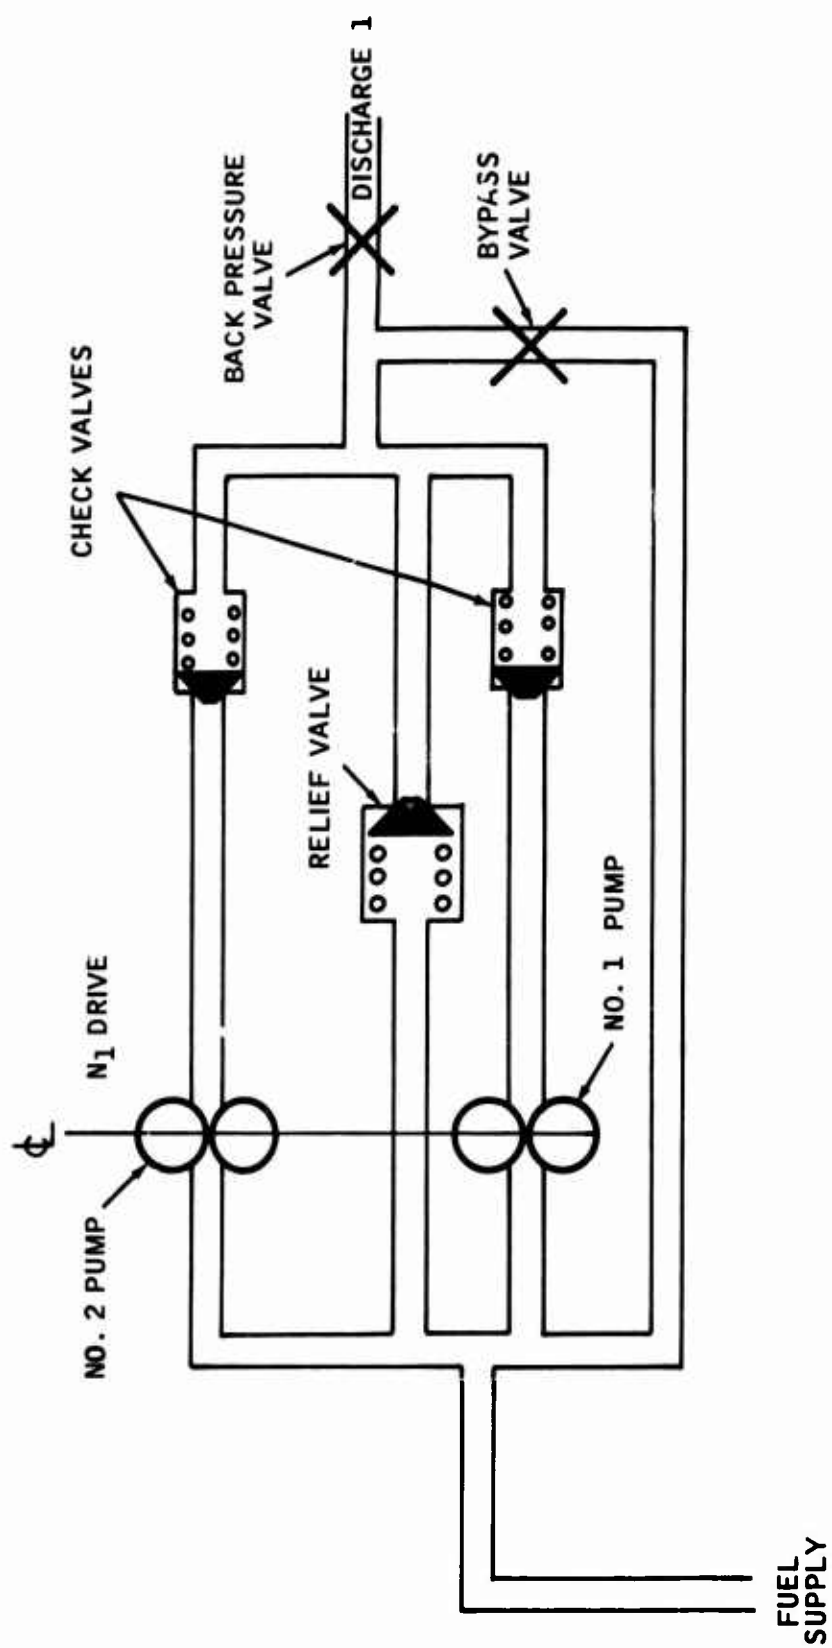 CHECK VALVES
BACK PRESSURE
VALVE
DISCHARGE 1
BYPASS
VALVE
RELIEF VALVE
N1 DRIVE
℄
NO. 2 PUMP
NO. 1 PUMP
FUEL
SUPPLY